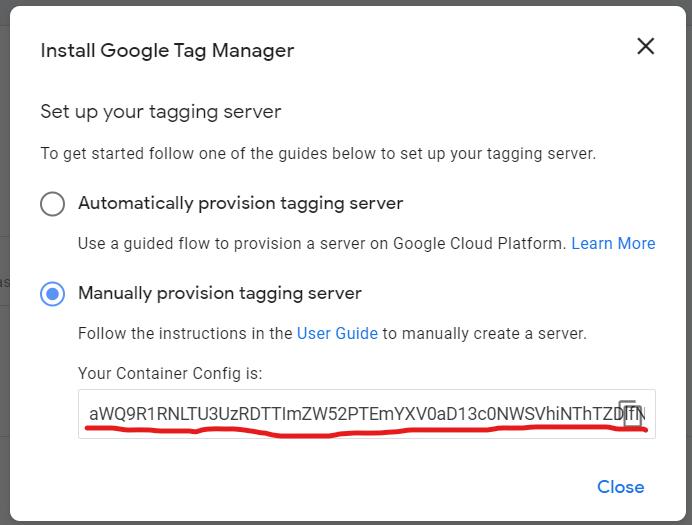 Install Google Tag Manager
Set up your tagging server
To get started follow one of the guides below to set up your tagging server.
Automatically provision tagging server
Use a guided flow to provision a server on Google Cloud Platform. Learn More
Manually provision tagging server
Follow the instructions in the User Guide to manually create a server.
Your Container Config is:
Close